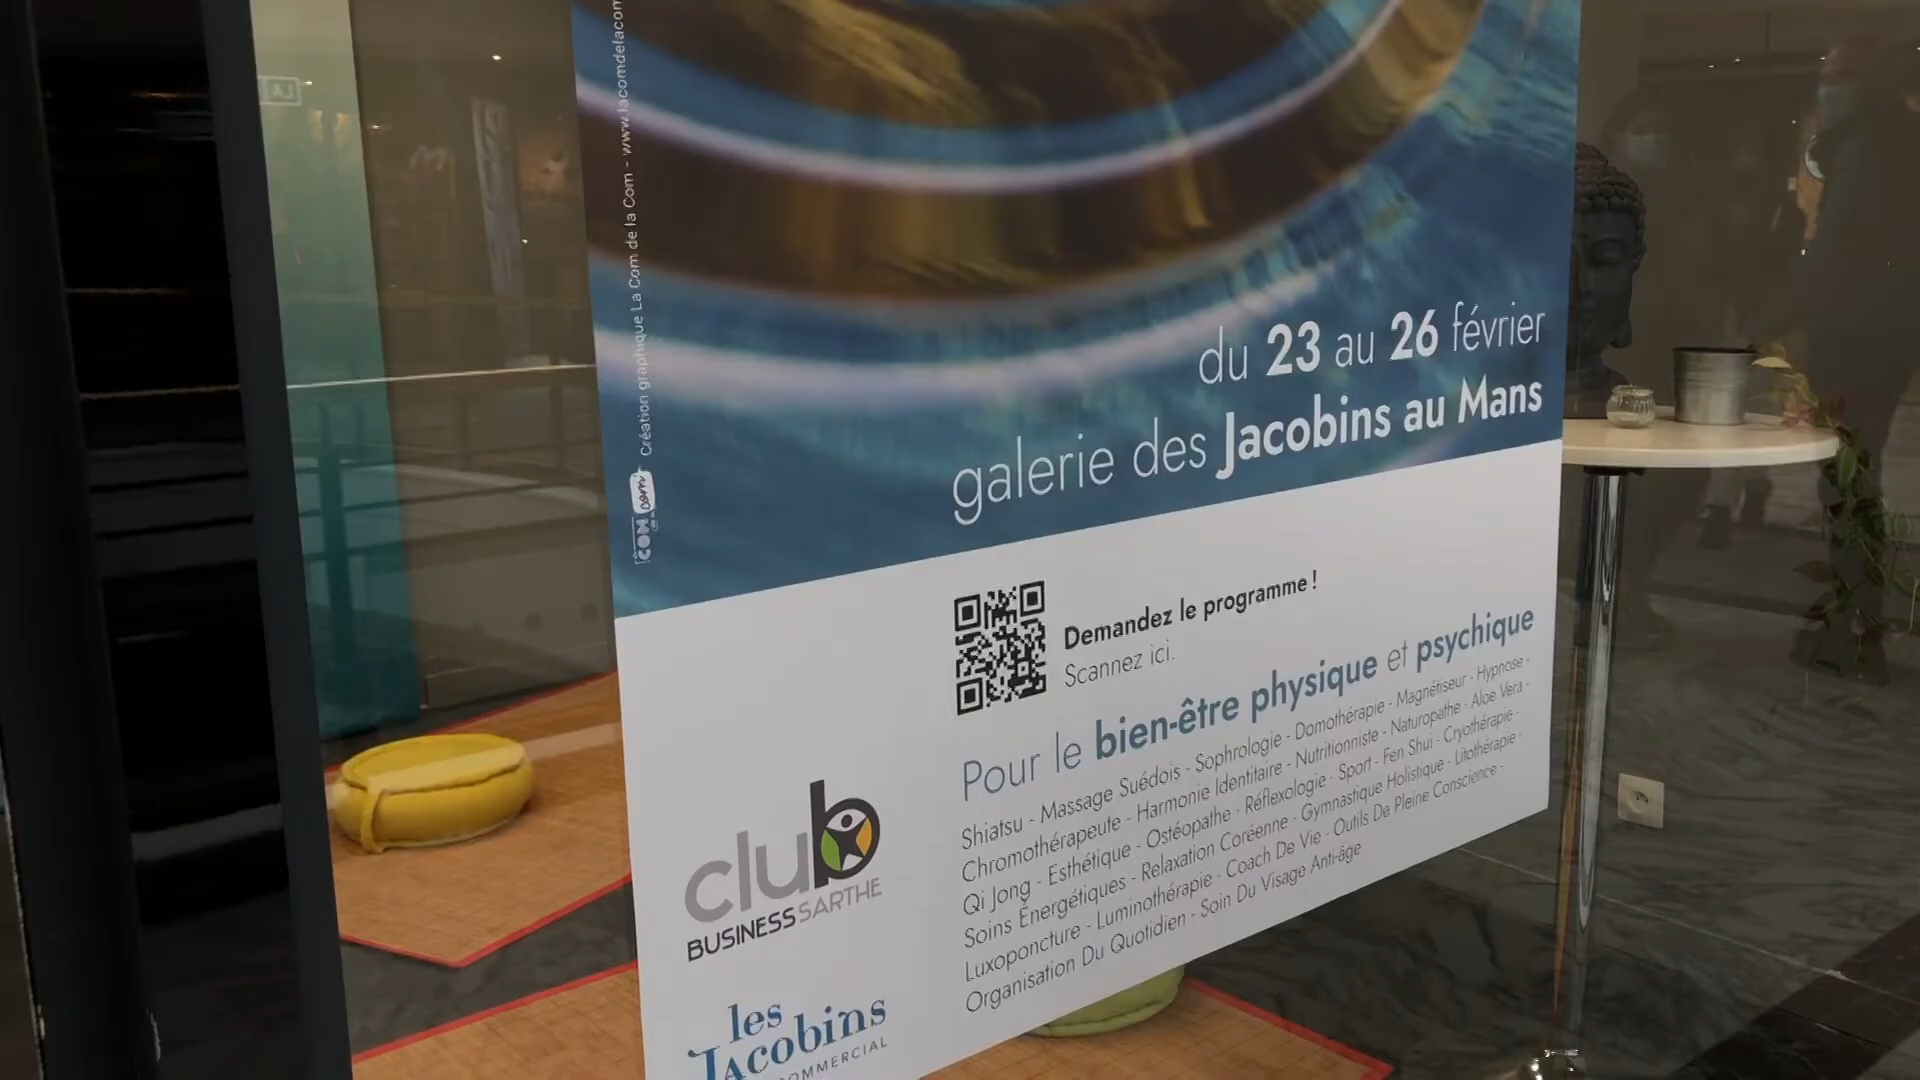 Création graphique La Com de la Com - www.lacomdelacom
du 23 au 26 février
galerie des Jacobins au Mans
Demandez le programme !
Scannez ici.
Pour le bien-être physique et psychique
Shiatsu - Massage Suédois - Sophrologie - Domothérapie - Magnétiseur - Hypnose -
Chromothérapeute - Harmonie Identitaire - Nutritionniste - Naturopathe - Aloe Vera -
Qi Jong - Esthétique - Ostéopathe - Réflexologie - Sport - Fen Shui - Cryothérapie -
Soins Énergétiques - Relaxation Coréenne - Gymnastique Holistique - Litothérapie -
Luxoponcture - Luminothérapie - Coach De Vie - Outils De Pleine Conscience -
Organisation Du Quotidien - Soin Du Visage Anti-âge
club
BUSINESS SARTHE
les
Jacobins
COMMERCIAL